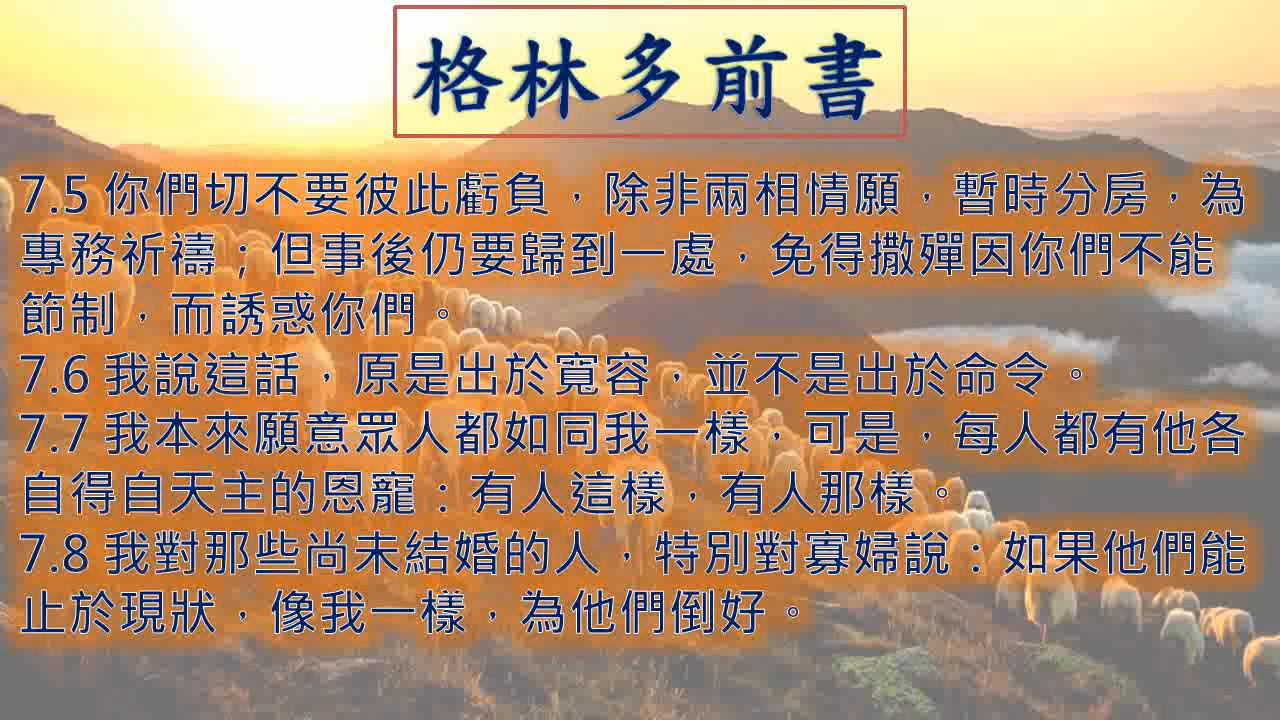 格林多前書
7.5 你們切不要彼此虧負，除非兩相情願，暫時分房，為
專務祈禱；但事後仍要歸到一處，免得撒殫因你們不能
節制，而誘惑你們。
7.6 我說這話，原是出於寬容，並不是出於命令。
7.7 我本來願意眾人都如同我一樣，可是，每人都有他各
自得自天主的恩寵：有人這樣，有人那樣。
7.8 我對那些尚未結婚的人，特別對寡婦說：如果他們能
止於現狀，像我一樣，為他們倒好。